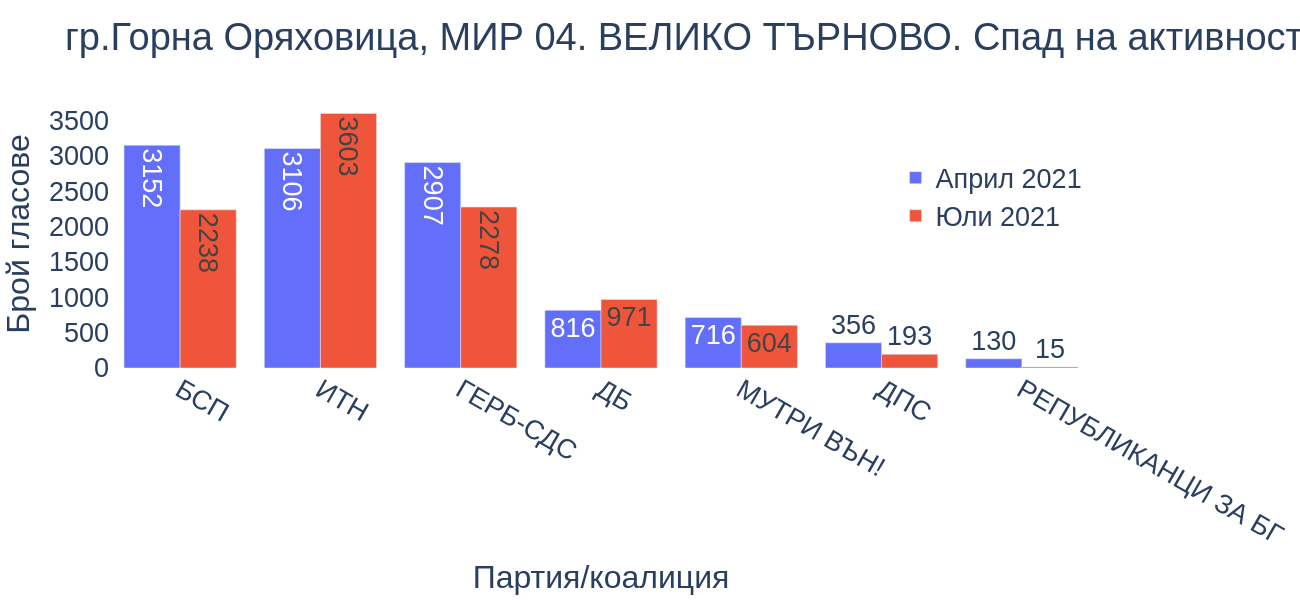 гр.Горна Оряховица, МИР 04. ВЕЛИКО ТЪРНОВО. Спад на активност
Брой гласове
3500
3000
2500
2000
1500
1000
500
0
3152
2238
3106
3603
2907
2278
816
971
716
604
356
193
130
15
Април 2021
Юли 2021
БСП
ИТН
ГЕРБ-СДС
ДБ
МУТРИ ВЪН!
ДПС
РЕПУБЛИКАНЦИ ЗА БГ
Партия/коалиция